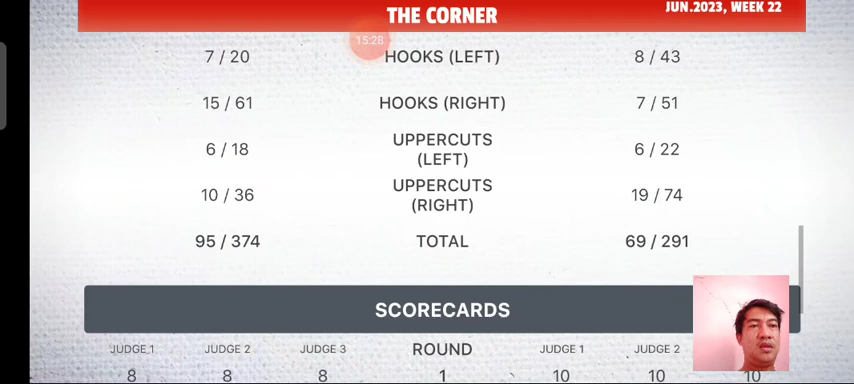 THE CORNER
JUN.2023, WEEK 22
15:28
7 / 20 HOOKS (LEFT) 8 / 43
15 / 61 HOOKS (RIGHT) 7 / 51
6 / 18 UPPERCUTS (LEFT) 6 / 22
10 / 36 UPPERCUTS (RIGHT) 19 / 74
95 / 374 TOTAL 69 / 291
SCORECARDS
JUDGE 1 JUDGE 2 JUDGE 3 ROUND JUDGE 1 JUDGE 2
8 8 8 1 10 10 10